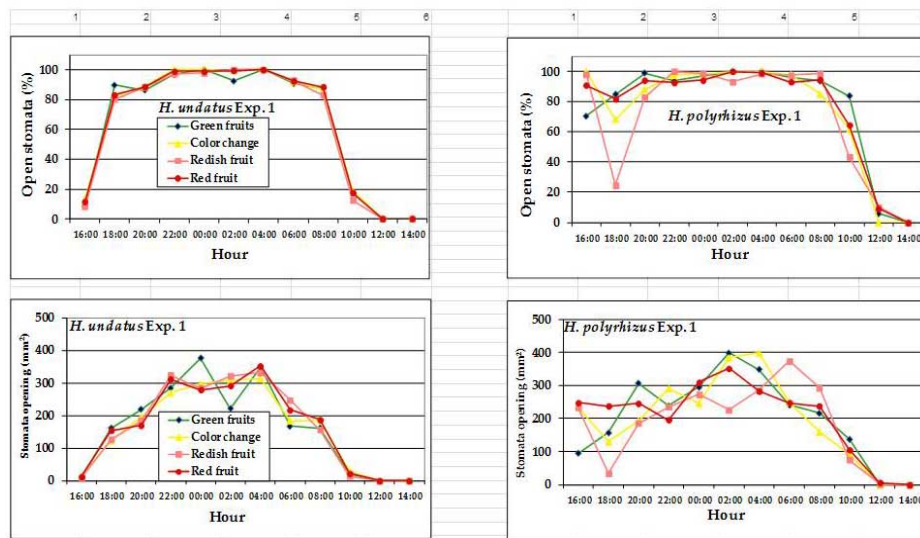 1 2 3 4 5 6
1 2 3 4 5
Open stomata (%)
100
80
60
40
20
0
H. undatus Exp. 1
Green fruits
Color change
Redish fruit
Red fruit
16:00 18:00 20:00 22:00 00:00 02:00 04:00 06:00 08:00 10:00 12:00 14:00
Hour
Open stomata (%)
100
80
60
40
20
0
H. polyrhizus Exp. 1
16:00 18:00 20:00 22:00 00:00 02:00 04:00 06:00 08:00 10:00 12:00 14:00
Hour
Stomata opening (mm²)
500
400
300
200
100
0
H. undatus Exp. 1
Green fruits
Color change
Redish fruit
Red fruit
16:00 18:00 20:00 22:00 00:00 02:00 04:00 06:00 08:00 10:00 12:00 14:00
Hour
Stomata opening (mm²)
500
400
300
200
100
0
H. polyrhizus Exp. 1
16:00 18:00 20:00 22:00 00:00 02:00 04:00 06:00 08:00 10:00 12:00 14:00
Hour